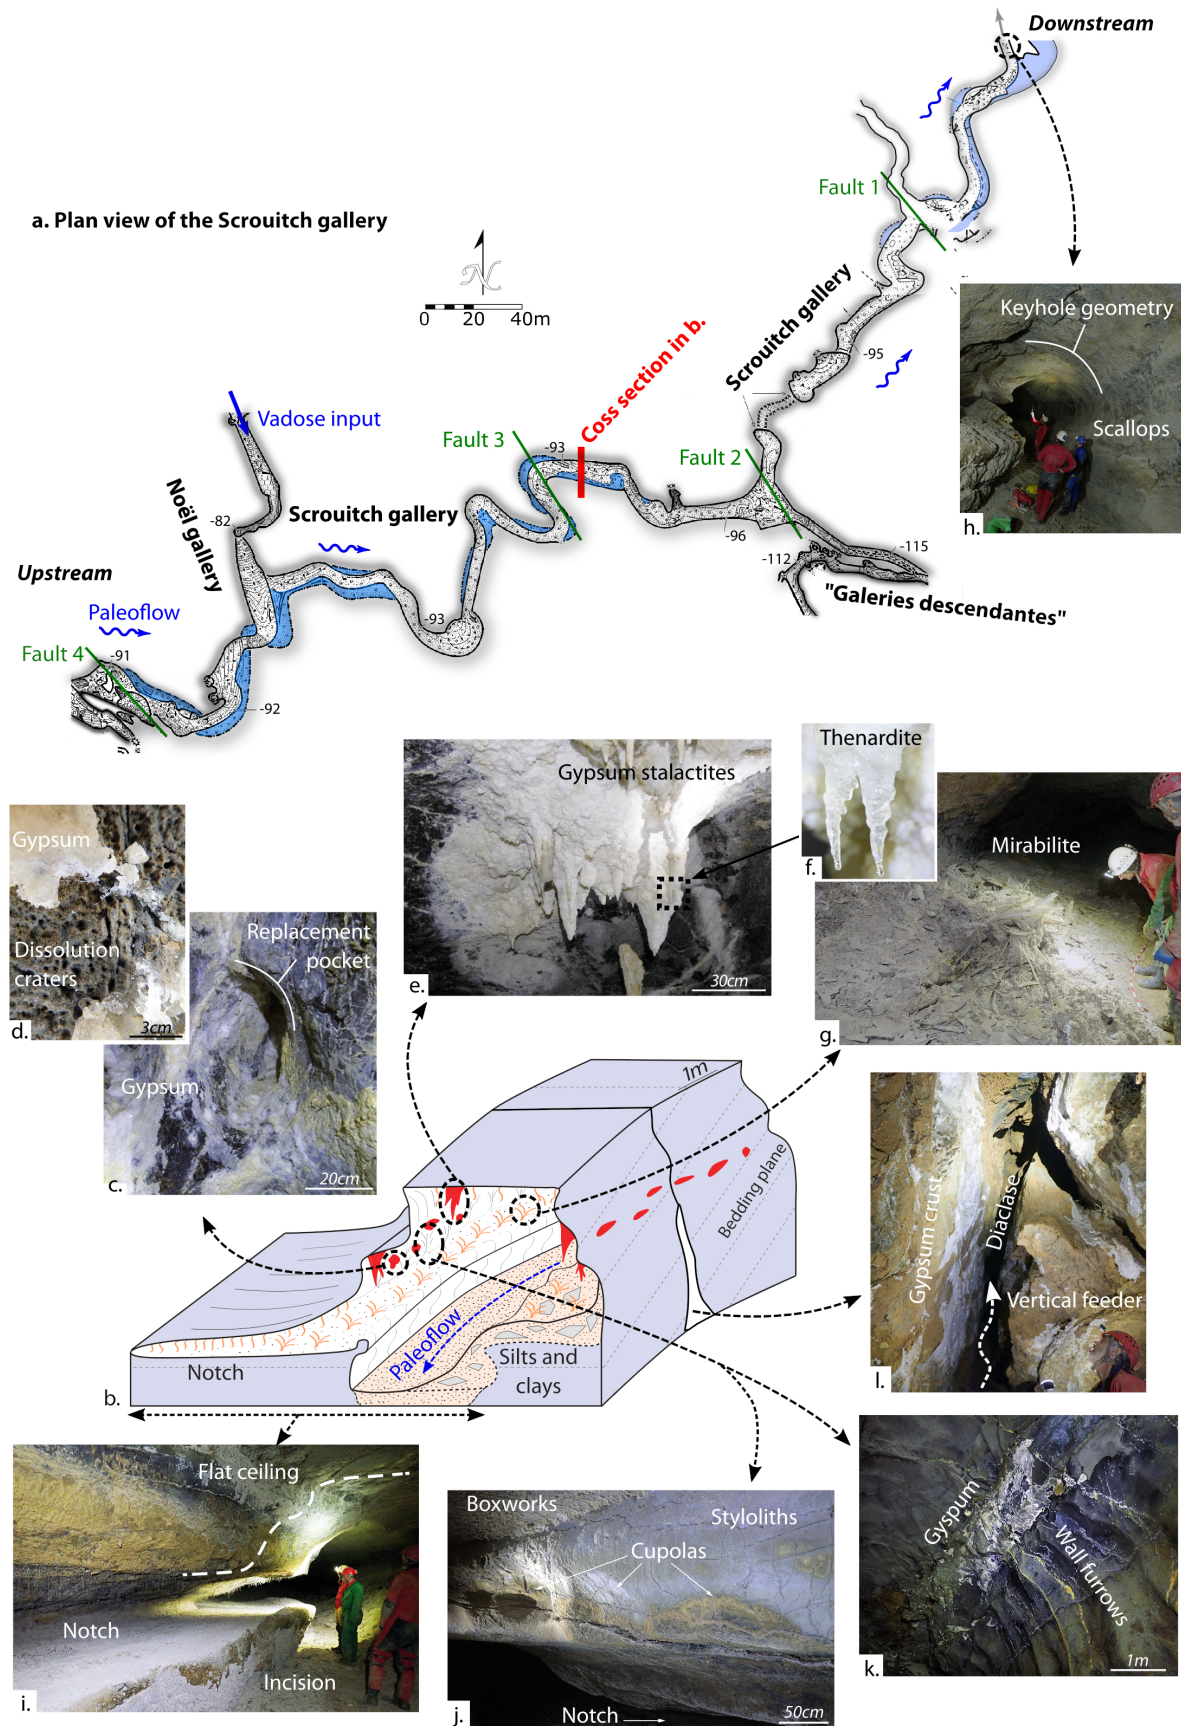 Downstream
Fault 1
a. Plan view of the Scrouitch gallery
N
0 20 40m
Scrouitch gallery
-95
Keyhole geometry
Scallops
h.
Coss section in b.
Vadose input
Fault 3
-93
Fault 2
Noël gallery
-82
Scrouitch gallery
-96
-112
-115
"Galeries descendantes"
Upstream
Paleoflow
-93
Fault 4
-91
-92
Thenardite
f.
Gypsum stalactites
30cm
e.
Mirabilite
g.
Gypsum
Dissolution
craters
3cm
d.
Replacement
pocket
Gypsum
20cm
c.
1m
Bedding plane
Paleoflow
Silts and
clays
Notch
b.
Gypsum crust
Diaclase
Vertical feeder
l.
Flat ceiling
Notch
Incision
i.
Boxworks
Styloliths
Cupolas
Notch
50cm
j.
Gyspum
Wall furrows
1m
k.